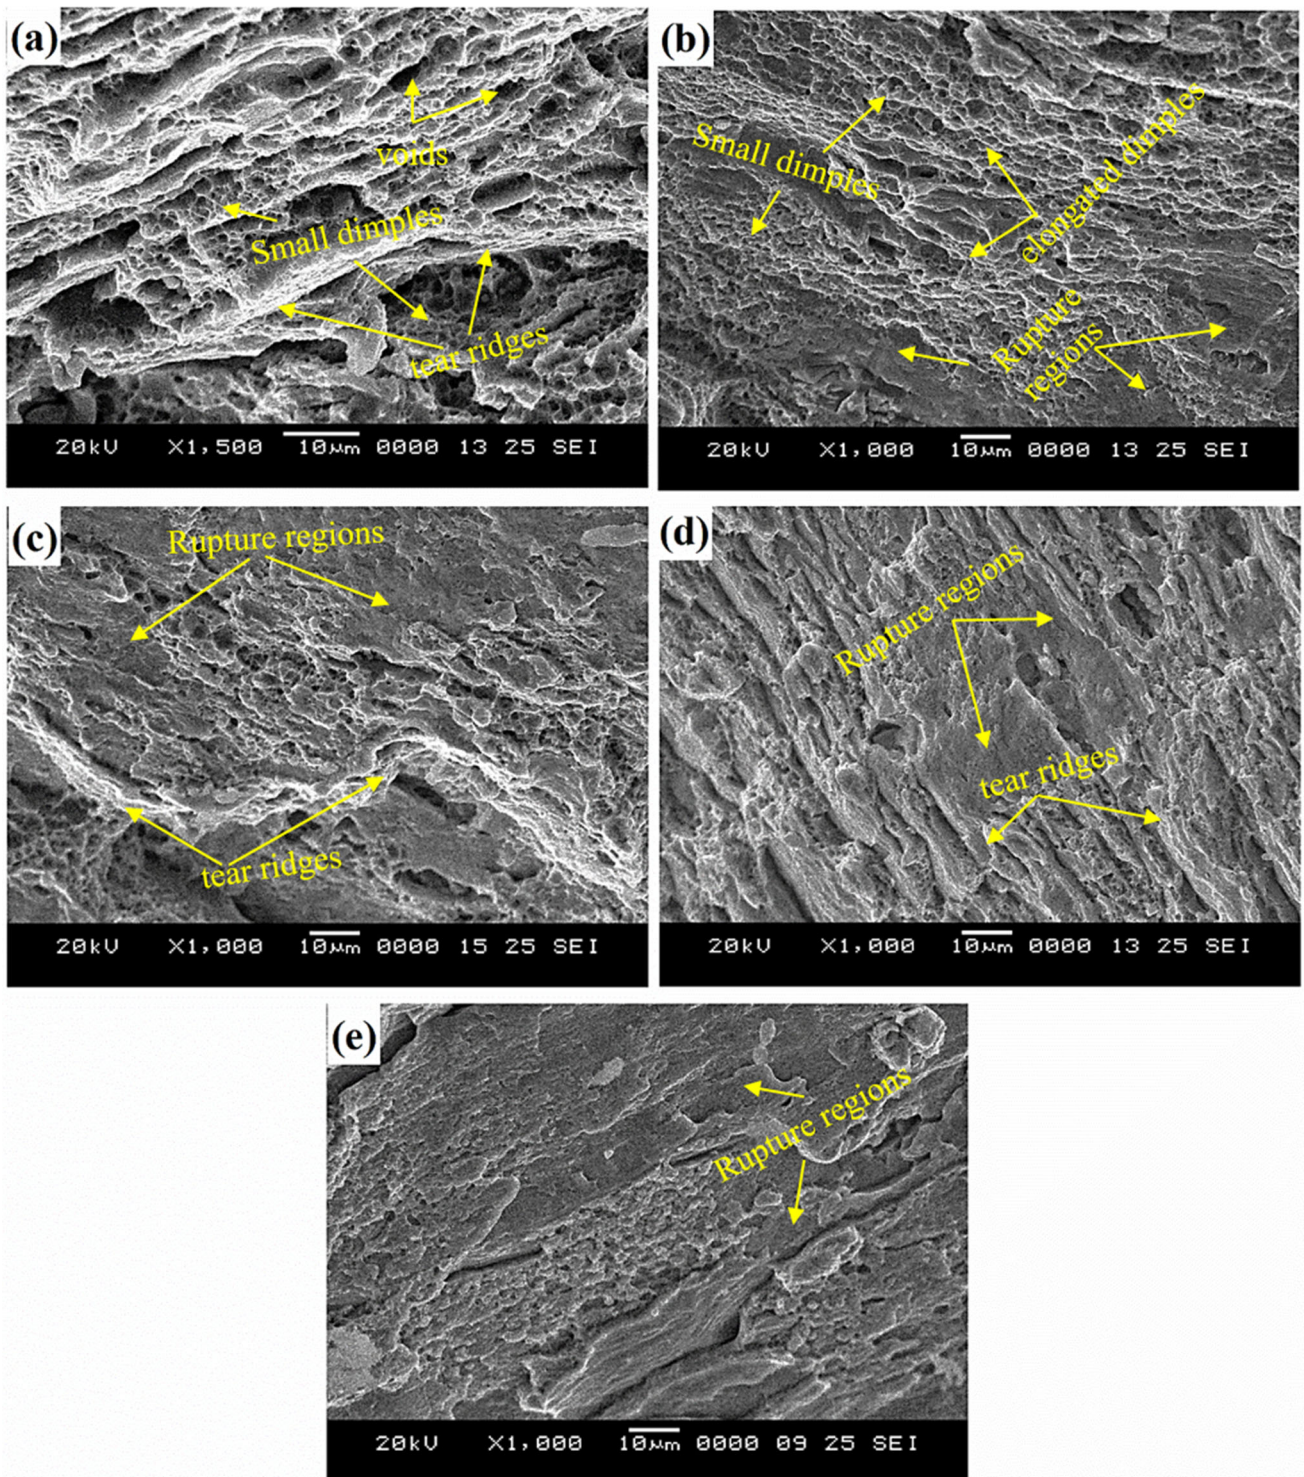 (a)
voids
Small dimples
tear ridges
20kV X1,500 10µm 0000 13 25 SEI
(b)
Small dimples
elongated dimples
Rupture
regions
20kV X1,000 10µm 0000 13 25 SEI
(c)
Rupture regions
tear ridges
20kV X1,000 10µm 0000 15 25 SEI
(d)
Rupture regions
tear ridges
20kV X1,000 10µm 0000 13 25 SEI
(e)
Rupture regions
20kV X1,000 10µm 0000 09 25 SEI